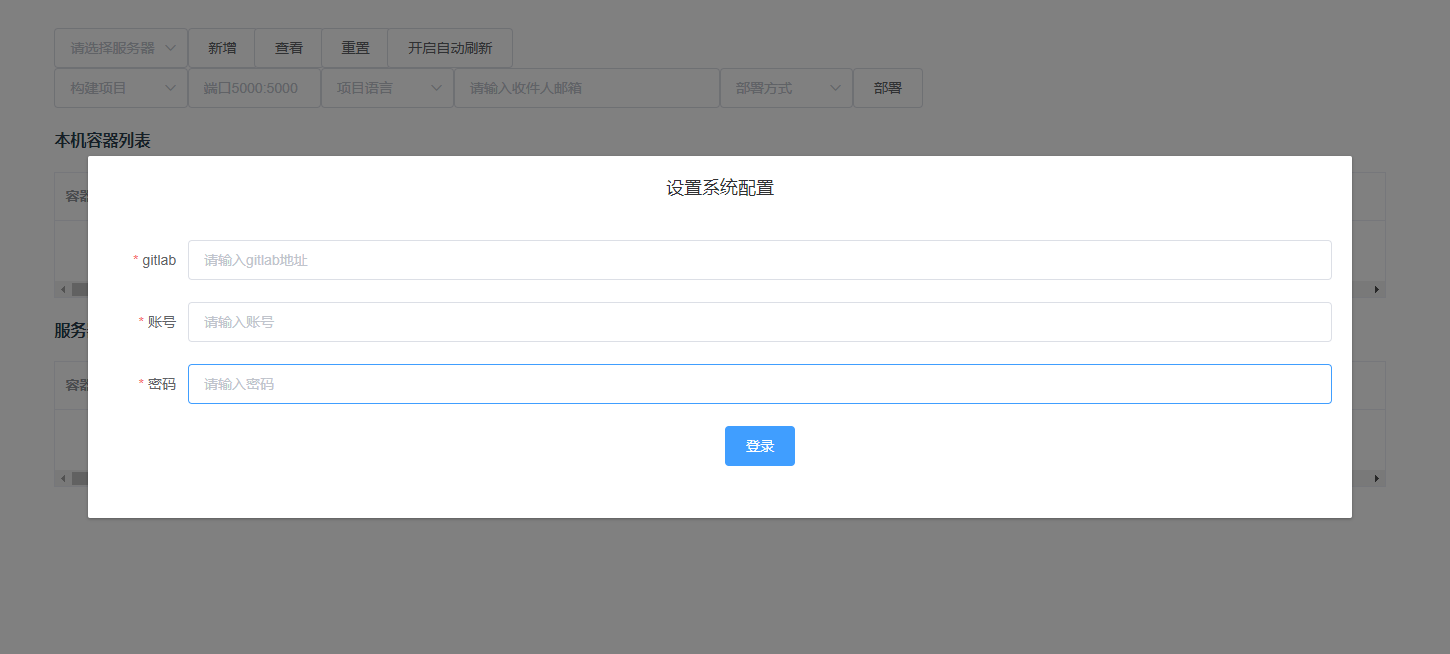 请选择服务器 新增 查看 重置 开启自动刷新
构建项目 端口5000:5000 项目语言 请输入收件人邮箱 部署方式 部署
本机容器列表
设置系统配置
容器
* gitlab 请输入gitlab地址
* 账号 请输入账号
服务
* 密码 请输入密码
容器
登录